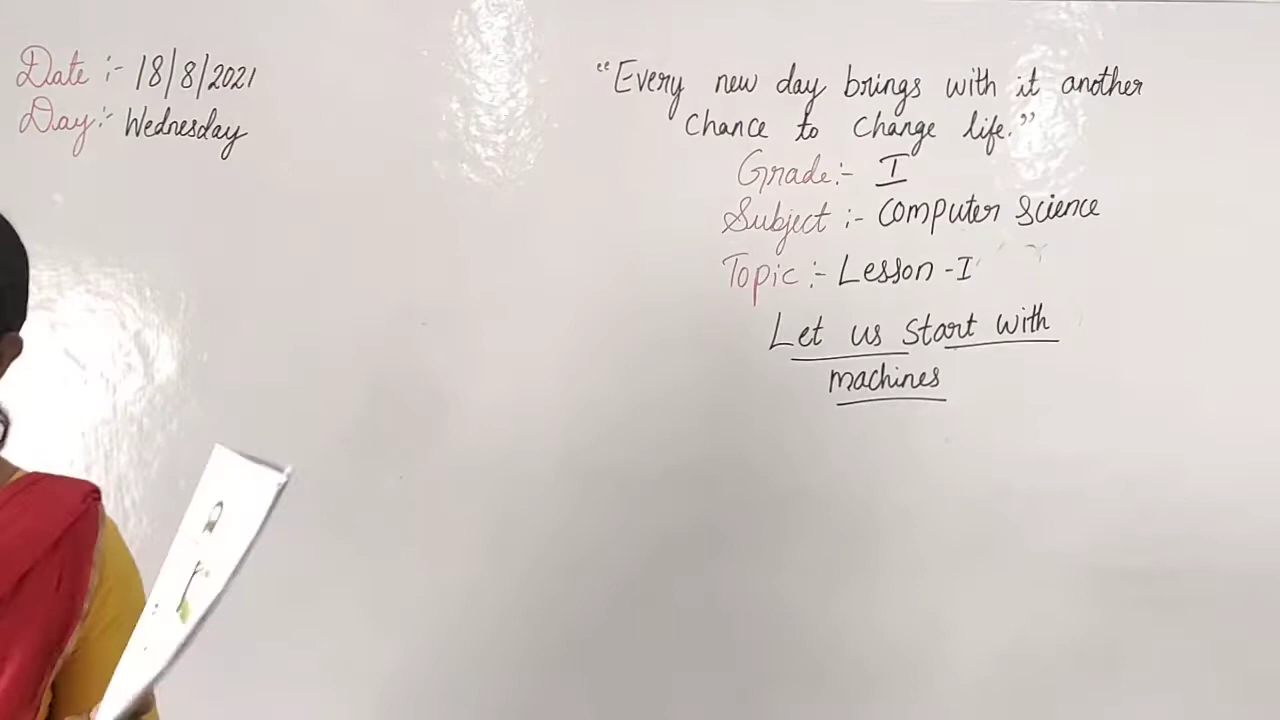 Date :- 18/8/2021
Day :- Wednesday
"Every new day brings with it another
chance to change life."
Grade :- I
Subject :- Computer Science
Topic :- Lesson - I
Let us start with
machines